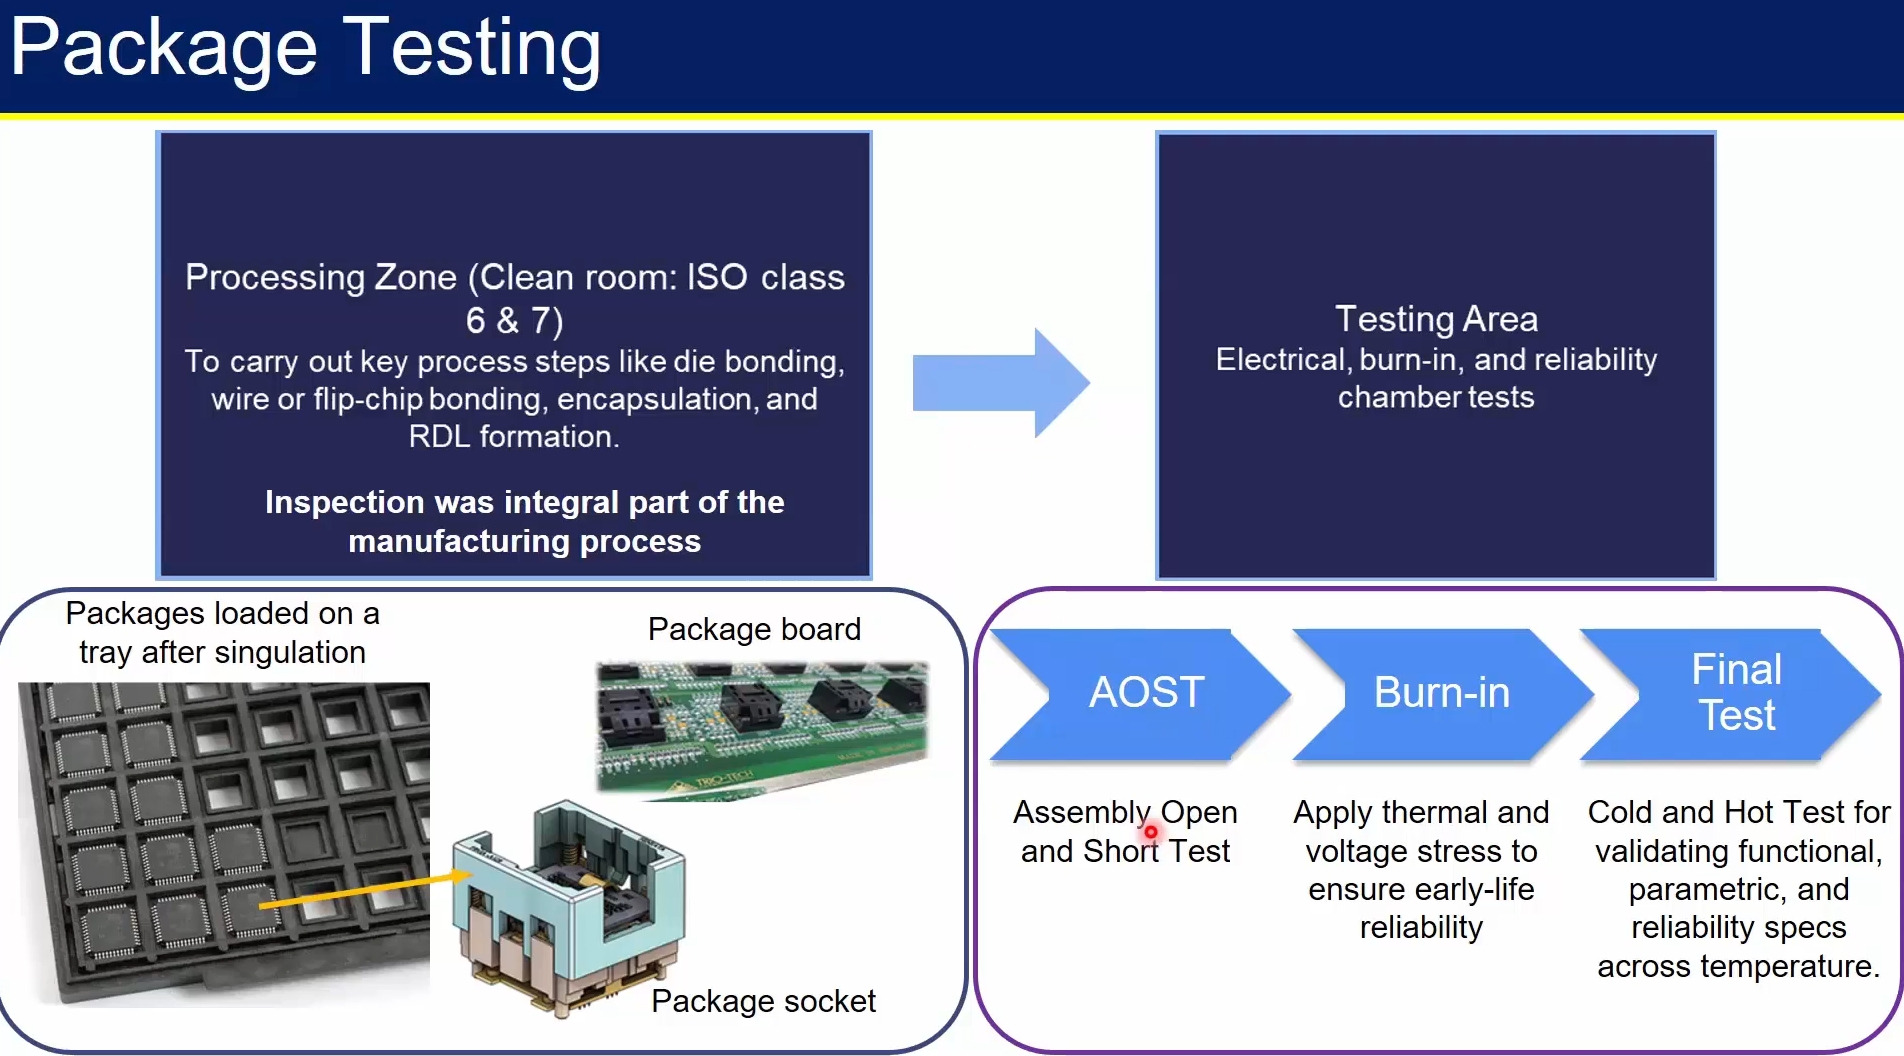 Package Testing
Processing Zone (Clean room: ISO class
6 & 7)
To carry out key process steps like die bonding,
wire or flip-chip bonding, encapsulation, and
RDL formation.
Inspection was integral part of the
manufacturing process
Testing Area
Electrical, burn-in, and reliability
chamber tests
Packages loaded on a
tray after singulation
Package board
TRIO-TECH
Package socket
AOST
Burn-in
Final
Test
Assembly Open
and Short Test
Apply thermal and
voltage stress to
ensure early-life
reliability
Cold and Hot Test for
validating functional,
parametric, and
reliability specs
across temperature.